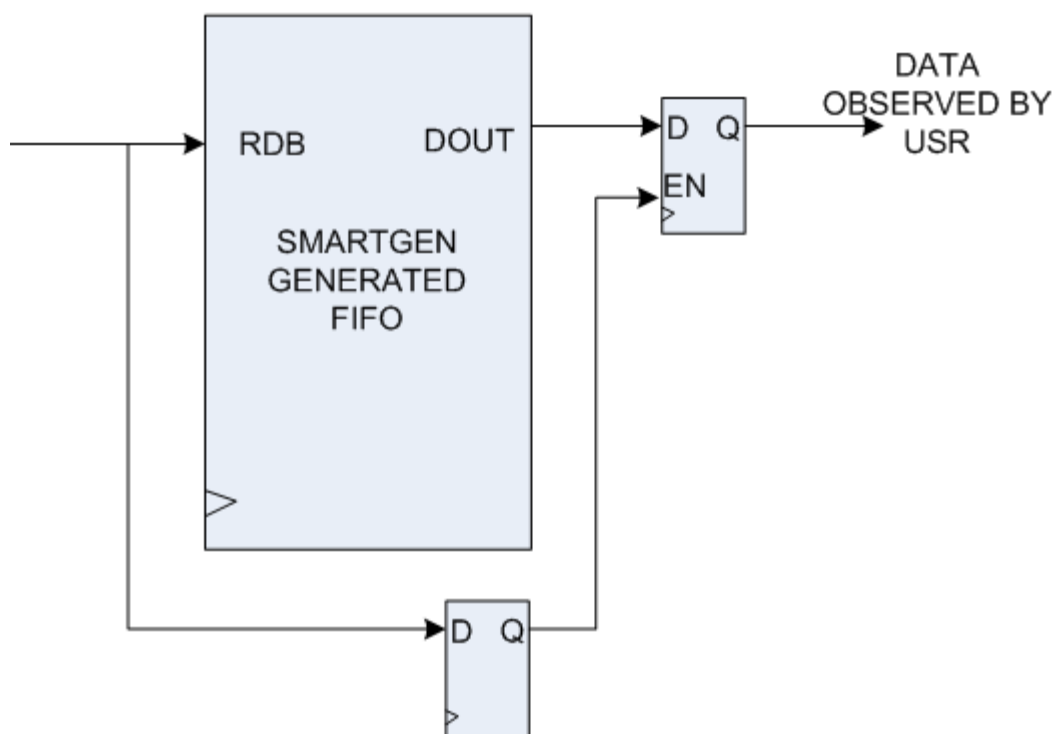 RDB
DOUT
SMARTGEN
GENERATED
FIFO
D Q
EN
DATA
OBSERVED BY
USR
D Q